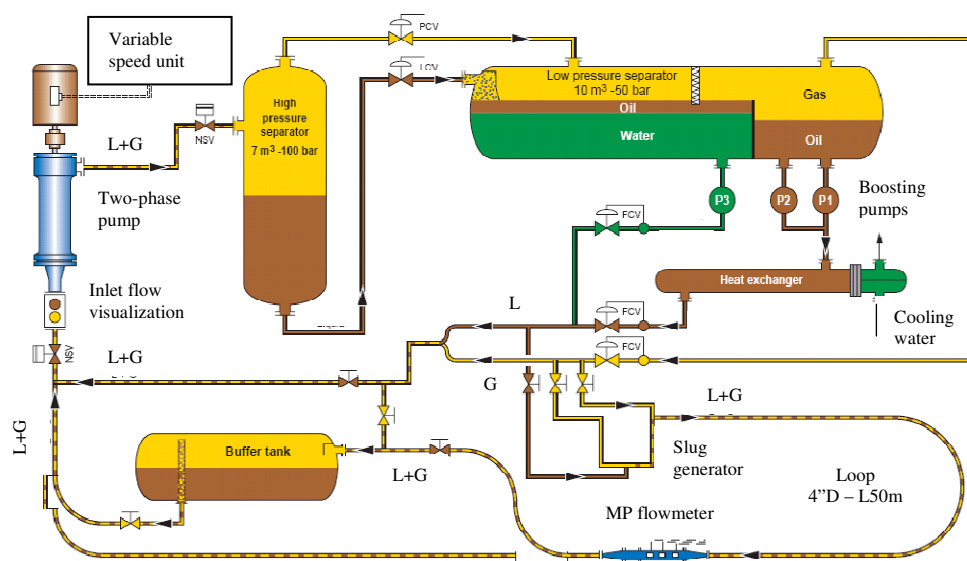 Variable
speed unit
PCV
LCV
Low pressure separator
10 m³ -50 bar
Gas
High
pressure
separator
7 m³ -100 bar
Oil
Water
Oil
L+G
NSV
Two-phase
pump
P3
P2
P1
Boosting
pumps
FCV
Heat exchanger
Inlet flow
visualization
L
FCV
Cooling
water
NSV
L+G
FCV
G
L+G
L+G
Slug
generator
Buffer tank
L+G
Loop
4”D – L50m
MP flowmeter